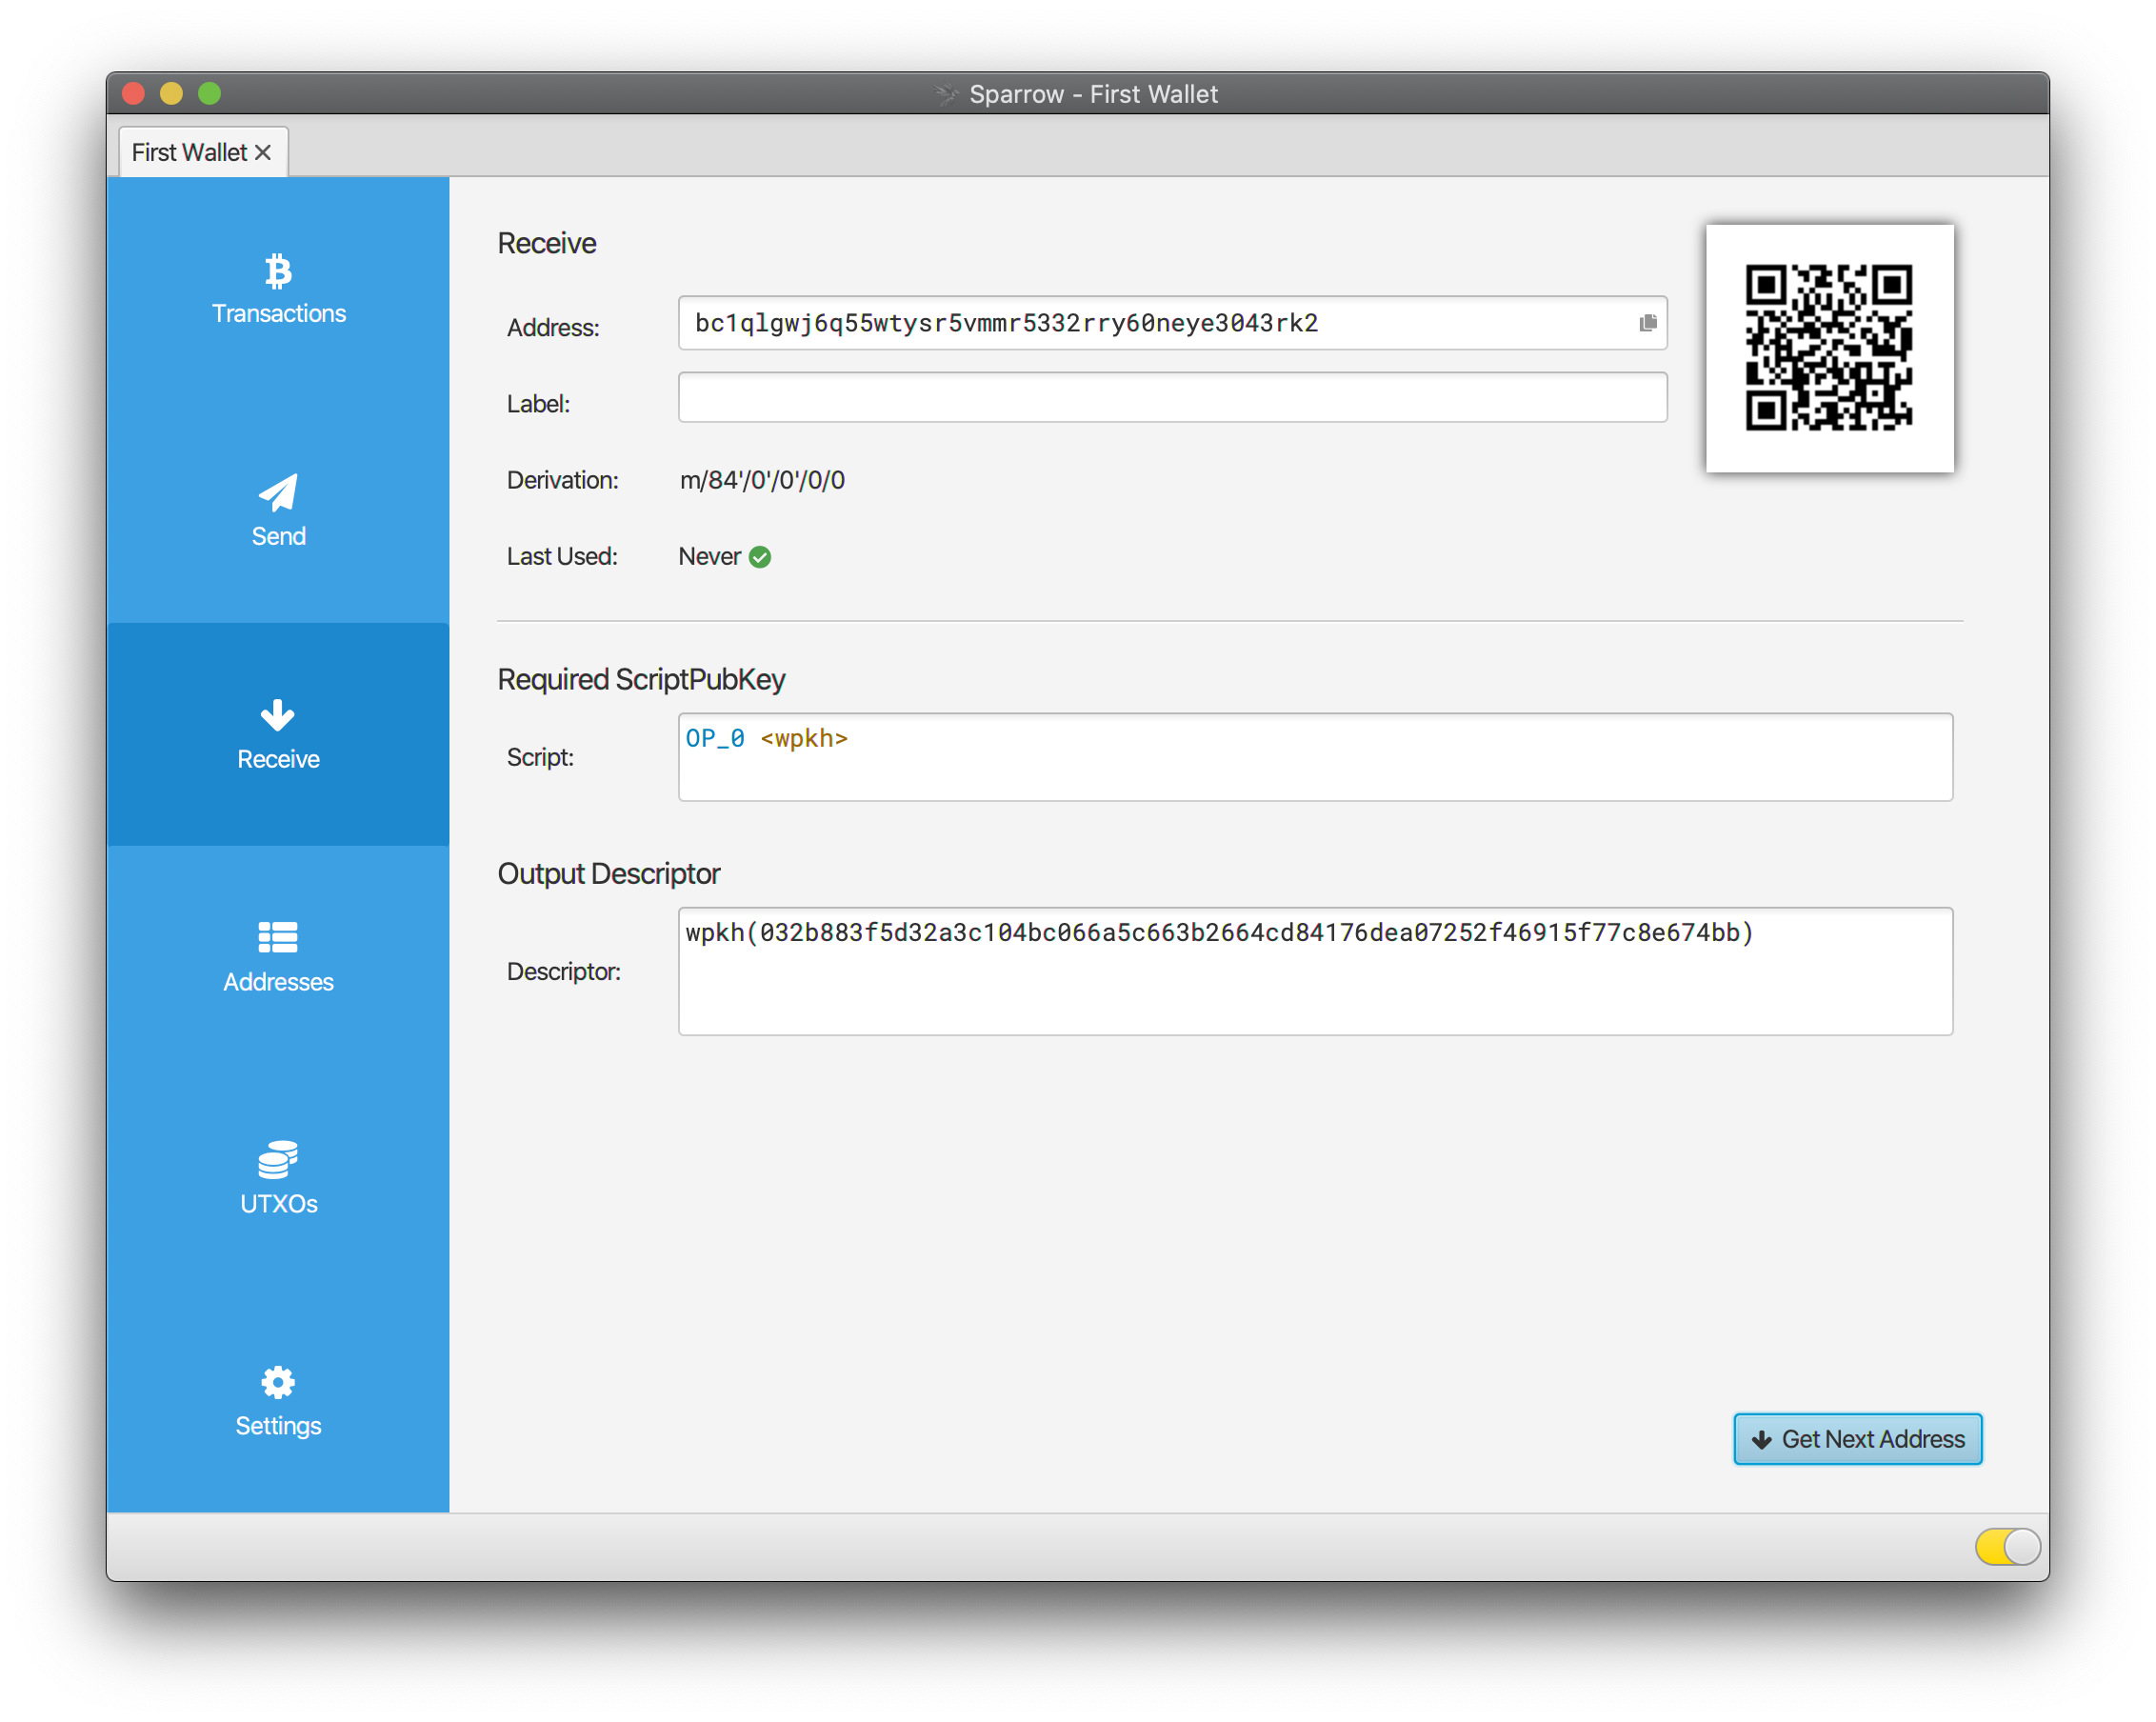 Sparrow - First Wallet
First Wallet
Transactions
Send
Receive
Addresses
UTXOs
Settings
Receive
Address: bc1qlgwj6q55wtysr5vmmr5332rry60neye3043rk2
Label:
Derivation: m/84'/0'/0'/0/0
Last Used: Never
Required ScriptPubKey
Script: OP_0 <wpkh>
Output Descriptor
Descriptor: wpkh(032b883f5d32a3c104bc066a5c663b2664cd84176dea07252f46915f77c8e674bb)
Get Next Address